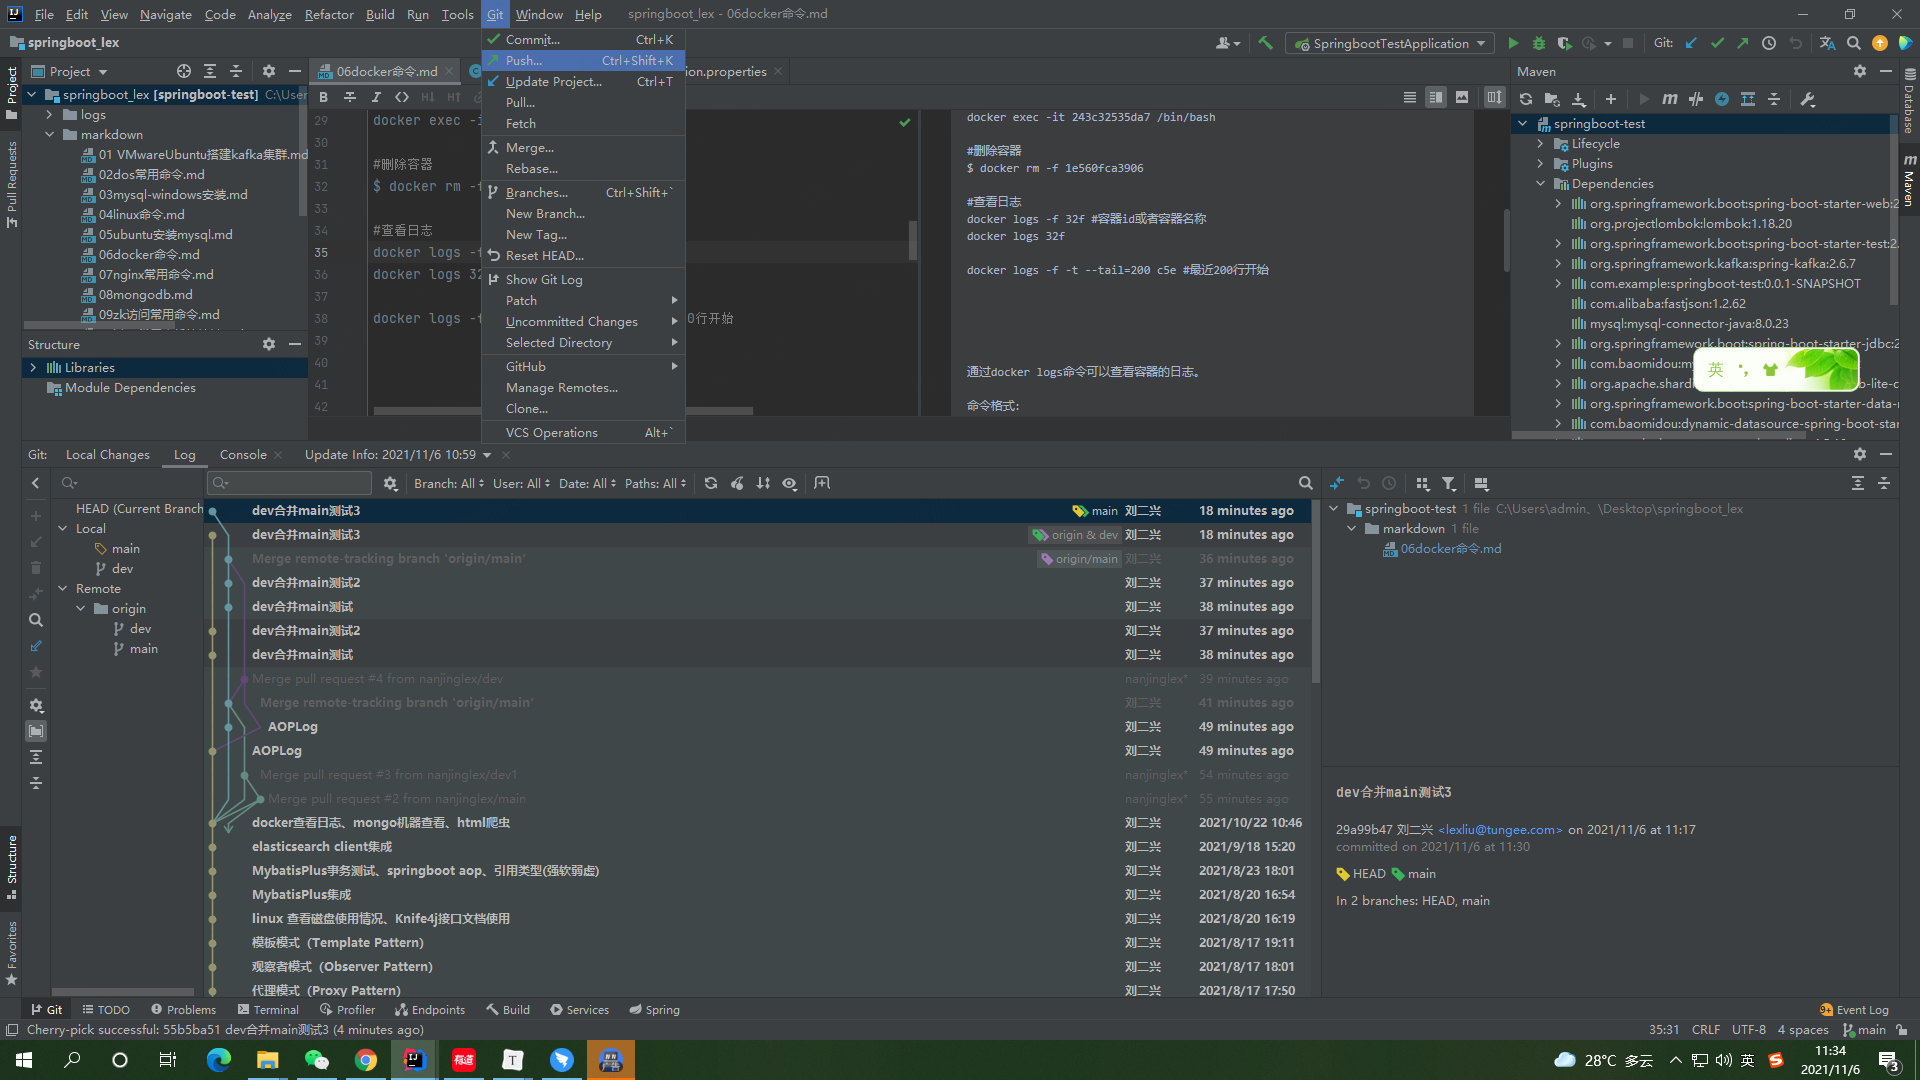 File Edit View Navigate Code Analyze Refactor Build Run Tools Git Window Help springboot_lex - 06docker命令.md
springboot_lex
SpringbootTestApplication
Git:
Project
06docker命令.md
ion.properties
Maven
springboot_lex [springboot-test] C:\User
logs
markdown
01 VMwareUbuntu搭建kafka集群.md
02dos常用命令.md
03mysql-windows安装.md
04linux命令.md
05ubuntu安装mysql.md
06docker命令.md
07nginx常用命令.md
08mongodb.md
09zk访问常用命令.md
Structure
Libraries
Module Dependencies
Commit... Ctrl+K
Push... Ctrl+Shift+K
Update Project... Ctrl+T
Pull...
Fetch
Merge...
Rebase...
Branches... Ctrl+Shift+`
New Branch...
New Tag...
Reset HEAD...
Show Git Log
Patch
Uncommitted Changes
Selected Directory
GitHub
Manage Remotes...
Clone...
VCS Operations Alt+`
29 docker exec -i
30
31 #删除容器
32 $ docker rm -f
33
34 #查看日志
35 docker logs -f
36 docker logs 32
37
38 docker logs -f 0行开始
39
40
41
42
docker exec -it 243c32535da7 /bin/bash
#删除容器
$ docker rm -f 1e560fca3906
#查看日志
docker logs -f 32f #容器id或者容器名称
docker logs 32f
docker logs -f -t --tail=200 c5e #最近200行开始
通过docker logs命令可以查看容器的日志。
命令格式:
springboot-test
Lifecycle
Plugins
Dependencies
org.springframework.boot:spring-boot-starter-web:2
org.projectlombok:lombok:1.18.20
org.springframework.boot:spring-boot-starter-test:2.
org.springframework.kafka:spring-kafka:2.6.7
com.example:springboot-test:0.0.1-SNAPSHOT
com.alibaba:fastjson:1.2.62
mysql:mysql-connector-java:8.0.23
org.springframework.boot:spring-boot-starter-jdbc:2
com.baomidou:m
org.apache.shard o-lite-c
org.springframework.boot:spring-boot-starter-data-r
com.baomidou:dynamic-datasource-spring-boot-star
英
Project
Pull Requests
Structure
Favorites
Database
Maven
Git: Local Changes Log Console Update Info: 2021/11/6 10:59
Branch: All User: All Date: All Paths: All
HEAD (Current Branch
Local
main
dev
Remote
origin
dev
main
dev合并main测试3 main 刘二兴 18 minutes ago
dev合并main测试3 origin & dev 刘二兴 18 minutes ago
Merge remote-tracking branch 'origin/main' origin/main 刘二兴 36 minutes ago
dev合并main测试2 刘二兴 37 minutes ago
dev合并main测试 刘二兴 38 minutes ago
dev合并main测试2 刘二兴 37 minutes ago
dev合并main测试 刘二兴 38 minutes ago
Merge pull request #4 from nanjinglex/dev nanjinglex* 39 minutes ago
Merge remote-tracking branch 'origin/main' 刘二兴 41 minutes ago
AOPLog 刘二兴 49 minutes ago
AOPLog 刘二兴 49 minutes ago
Merge pull request #3 from nanjinglex/dev1 nanjinglex* 54 minutes ago
Merge pull request #2 from nanjinglex/main nanjinglex* 55 minutes ago
docker查看日志、mongo机器查看、html爬虫 刘二兴 2021/10/22 10:46
elasticsearch client集成 刘二兴 2021/9/18 15:20
MybatisPlus事务测试、springboot aop、引用类型(强软弱虚) 刘二兴 2021/8/23 18:01
MybatisPlus集成 刘二兴 2021/8/20 16:54
linux 查看磁盘使用情况、Knife4j接口文档使用 刘二兴 2021/8/20 16:19
模板模式（Template Pattern） 刘二兴 2021/8/17 19:11
观察者模式（Observer Pattern） 刘二兴 2021/8/17 18:01
代理模式（Proxy Pattern） 刘二兴 2021/8/17 17:50
springboot-test 1 file C:\Users\admin、\Desktop\springboot_lex
markdown 1 file
06docker命令.md
dev合并main测试3
29a99b47 刘二兴 <lexliu@tungee.com> on 2021/11/6 at 11:17
committed on 2021/11/6 at 11:30
HEAD main
In 2 branches: HEAD, main
Git TODO Problems Terminal Profiler Endpoints Build Services Spring Event Log
Cherry-pick successful: 55b5ba51 dev合并main测试3 (4 minutes ago)
35:31 CRLF UTF-8 4 spaces main
有道
T
28°C 多云
英
11:34
2021/11/6
3